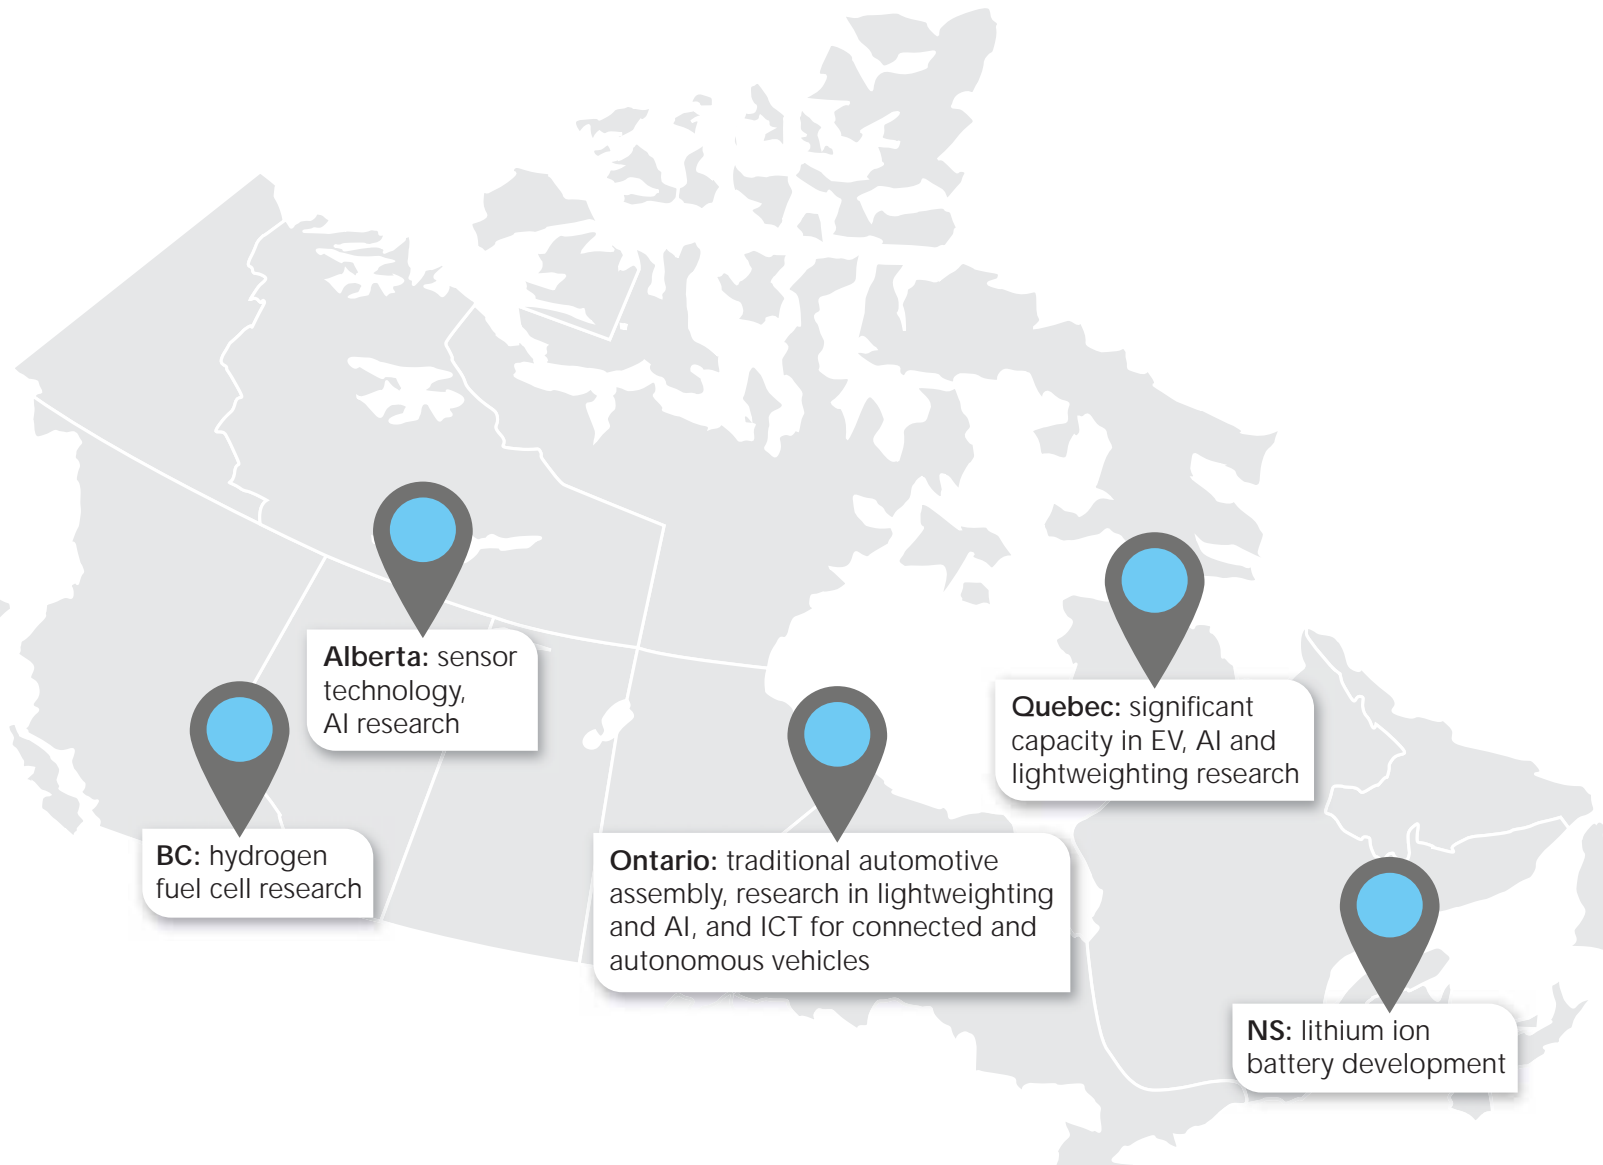 Alberta: sensor
technology,
AI research
BC: hydrogen
fuel cell research
Ontario: traditional automotive
assembly, research in lightweighting
and AI, and ICT for connected and
autonomous vehicles
Quebec: significant
capacity in EV, AI and
lightweighting research
NS: lithium ion
battery development